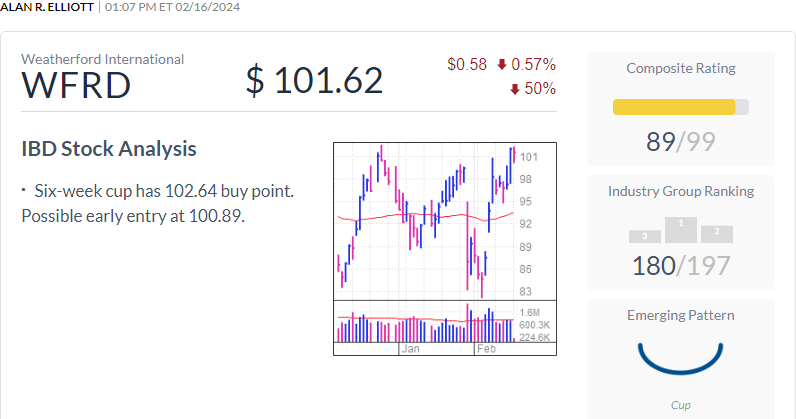 ALAN R. ELLIOTT | 01:07 PM ET 02/16/2024
Weatherford International
WFRD
$ 101.62
$0.58 0.57%
50%
IBD Stock Analysis
• Six-week cup has 102.64 buy point.
Possible early entry at 100.89.
101
98
95
92
89
86
83
1.6M
600.3K
224.6K
Jan
Feb
Composite Rating
89/99
Industry Group Ranking
3
1
2
180/197
Emerging Pattern
Cup